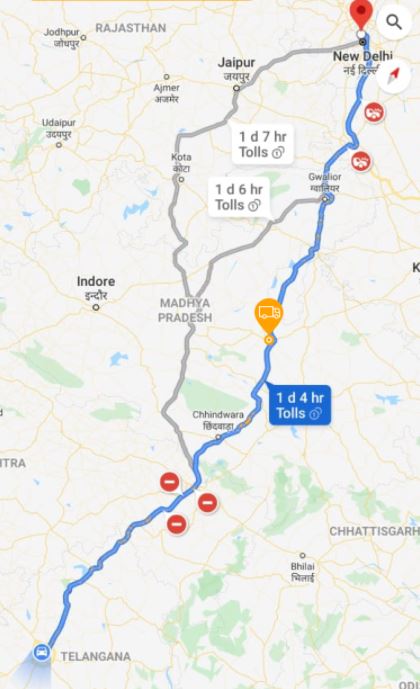 Jodhpur
जोधपुर
RAJASTHAN
Jaipur
जयपुर
New Delhi
नई दिल्ली
Ajmer
अजमेर
Udaipur
उदयपुर
Kota
कोटा
1 d 7 hr
Tolls
1 d 6 hr
Tolls
Gwalior
ग्वालियर
K
Indore
इन्दौर
MADHYA
PRADESH
1 d 4 hr
Tolls
Chhindwara
छिंदवाड़ा
TRA
CHHATTISGARH
Bhilai
भिलाई
TELANGANA
ODI